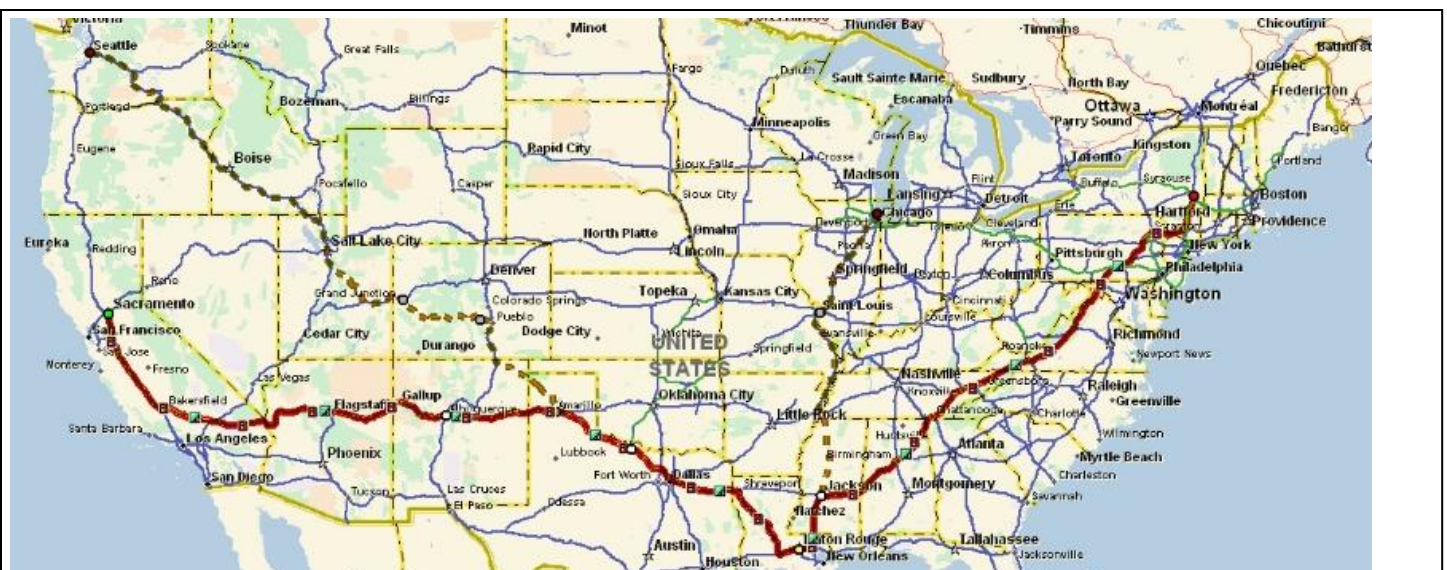 Victoria
Thunder Bay
Chicoutimi
Minot
Timmins
Seattle
Spokane
Great Falls
Bathurst
Fargo
Duluth
Sault Sainte Marie
Sudbury
North Bay
Quebec
Fredericton
Portland
Bozeman
Billings
Escanaba
Ottawa
Montréal
Minneapolis
Parry Sound
Bangor
Eugene
Boise
Rapid City
Green Bay
Kingston
Sioux Falls
La Crosse
Toronto
Portland
Pocatello
Casper
Madison
Flint
Syracuse
Sioux City
Lansing
Detroit
Buffalo
Boston
Davenport
Chicago
Erie
Hartford
Providence
Eureka
Redding
Salt Lake City
North Platte
Omaha
Lincoln
Peoria
Toledo
Cleveland
Akron
Pittsburgh
New York
Reno
Denver
Springfield
Dayton
Columbus
Philadelphia
Grand Junction
Topeka
Kansas City
Washington
Sacramento
Colorado Springs
Saint Louis
Cincinnati
San Francisco
Cedar City
Pueblo
Dodge City
Wichita
Evansville
Louisville
Richmond
San Jose
Durango
UNITED
STATES
Springfield
Roanoke
Newport News
Monterey
Fresno
Las Vegas
Nashville
Knoxville
Greensboro
Raleigh
Bakersfield
Flagstaff
Gallup
Albuquerque
Amarillo
Oklahoma City
Little Rock
Chattanooga
Charlotte
Greenville
Santa Barbara
Los Angeles
Huntsville
Wilmington
Phoenix
Lubbock
Birmingham
Atlanta
Myrtle Beach
San Diego
Fort Worth
Dallas
Shreveport
Jackson
Montgomery
Charleston
Tucson
Las Cruces
El Paso
Odessa
Natchez
Savannah
Austin
Baton Rouge
Tallahassee
Houston
New Orleans
Jacksonville